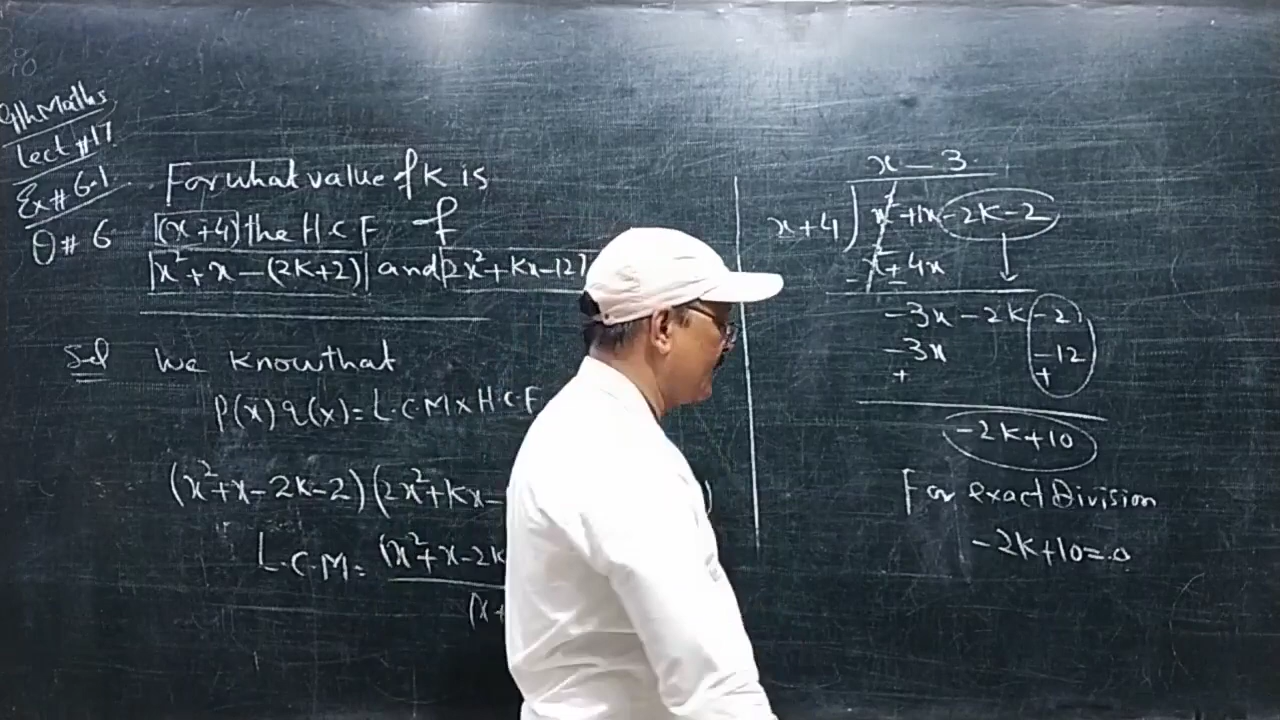 9th Maths
Lect #17
Ex# 6.1
Q# 6
For what value of K is
(x+4) the H.C.F of
x²+x-(2K+2) and 2x²+Kx-12
Sol We know that
P(x) q(x)= L.C.M x H.C.F
(x²+x-2K-2)(2x²+Kx- )
L.C.M= (x²+x-2K
(x+
x - 3
x+4) x²+1x-2K-2
- x²+4x
-
-3x-2K-2
-3x -12
+ +
-2K+10
For exact Division
-2K+10=0